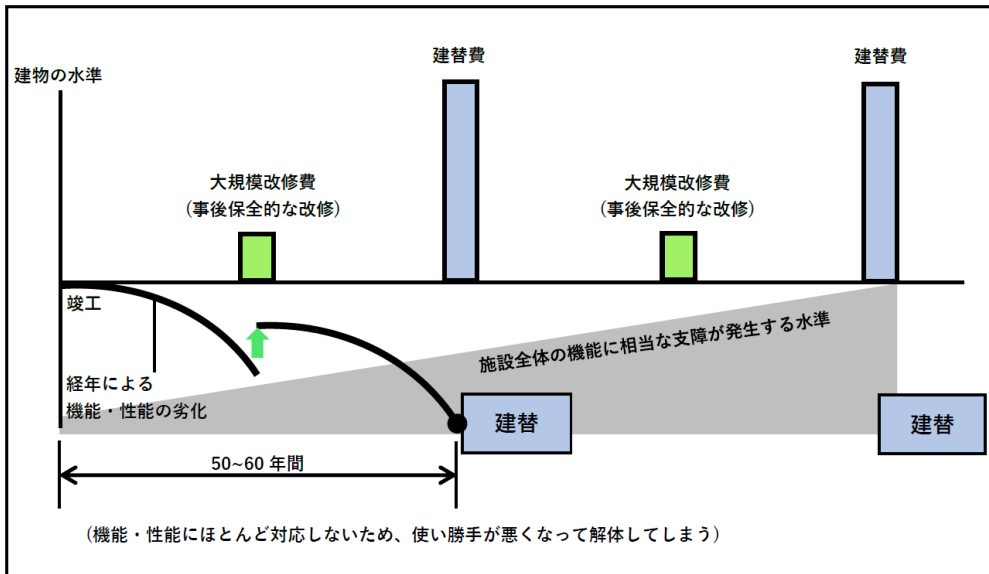 建替費
建替費
建物の水準
大規模改修費
(事後保全的な改修)
大規模改修費
(事後保全的な改修)
竣工
施設全体の機能に相当な支障が発生する水準
経年による
機能・性能の劣化
建替
建替
50~60 年間
(機能・性能にほとんど対応しないため、使い勝手が悪くなって解体してしまう)